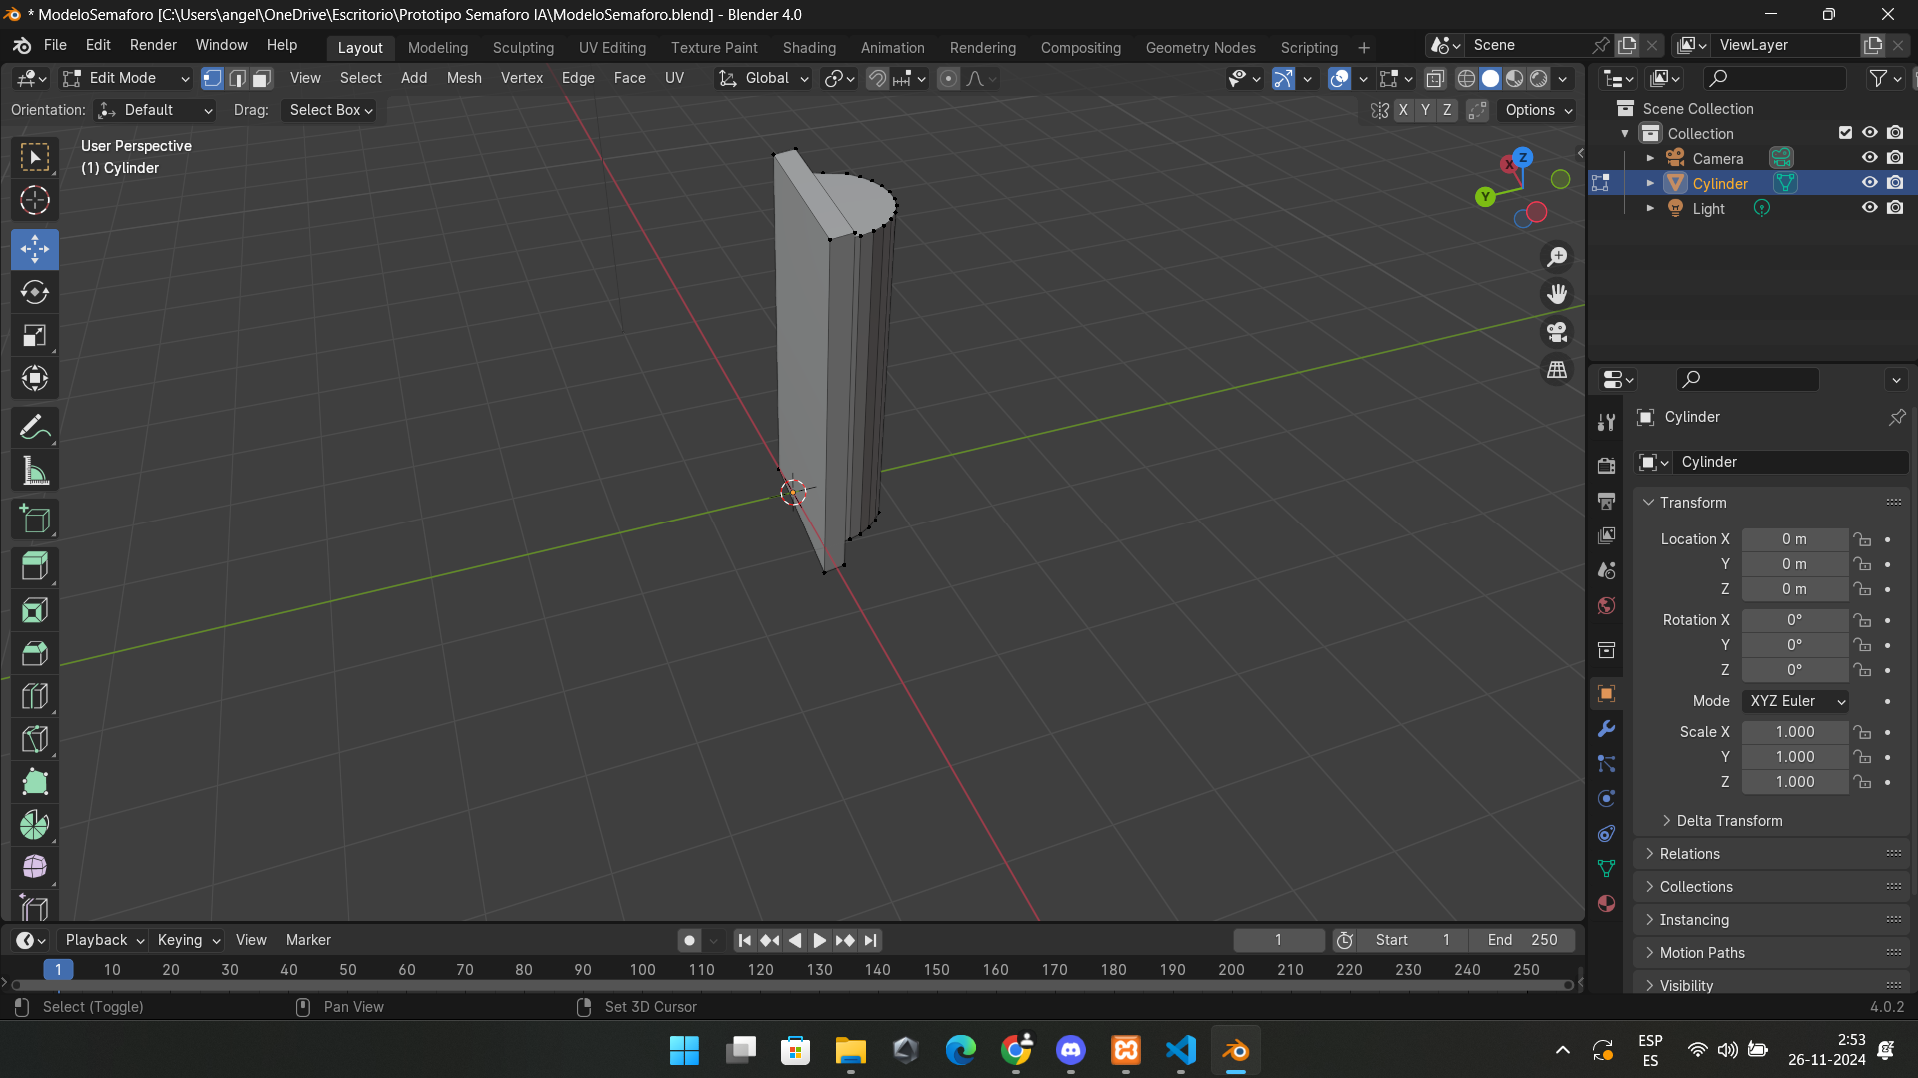 * ModeloSemaforo [C:\Users\angel\OneDrive\Escritorio\Prototipo Semaforo IA\ModeloSemaforo.blend] - Blender 4.0
File Edit Render Window Help Layout Modeling Sculpting UV Editing Texture Paint Shading Animation Rendering Compositing Geometry Nodes Scripting + Scene ViewLayer
Edit Mode View Select Add Mesh Vertex Edge Face UV Global
Orientation: Default Drag: Select Box X Y Z Options
User Perspective
(1) Cylinder
X Z
Y
Scene Collection
Collection
Camera
Cylinder
Light
Cylinder
Cylinder
Transform
Location X 0 m
Y 0 m
Z 0 m
Rotation X 0°
Y 0°
Z 0°
Mode XYZ Euler
Scale X 1.000
Y 1.000
Z 1.000
Delta Transform
Relations
Collections
Instancing
Motion Paths
Visibility
Playback Keying View Marker 1 Start 1 End 250
1 10 20 30 40 50 60 70 80 90 100 110 120 130 140 150 160 170 180 190 200 210 220 230 240 250
Select (Toggle) Pan View Set 3D Cursor 4.0.2
ESP
ES
2:53
26-11-2024